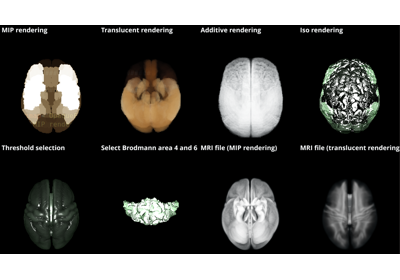 MIP rendering
Translucent rendering
Additive rendering
Iso rendering
Threshold selection
Select Brodmann area 4 and 6
MRI file (MIP rendering)
MRI file (translucent rendering